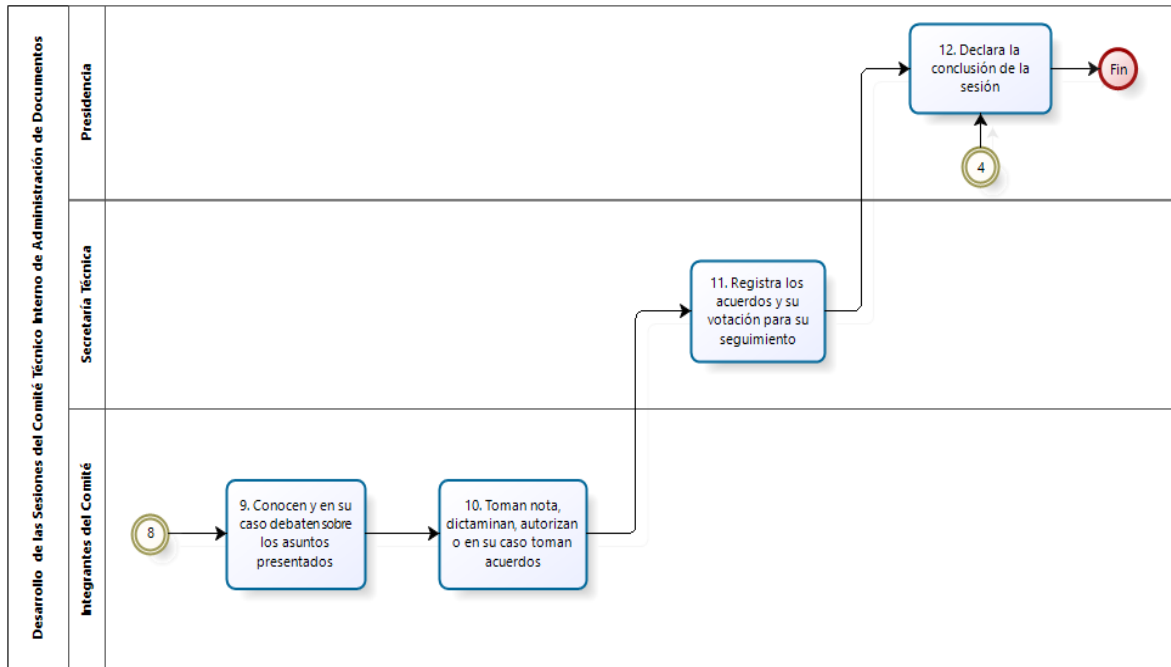 Desarrollo de las Sesiones del Comité Técnico Interno de Administración de Documentos
Presidencia
12. Declara la
conclusión de la
sesión
Fin
4
Secretaría Técnica
11. Registra los
acuerdos y su
votación para su
seguimiento
Integrantes del Comité
8
9. Conocen y en su
caso debaten sobre
los asuntos
presentados
10. Toman nota,
dictaminan, autorizan
o en su caso toman
acuerdos